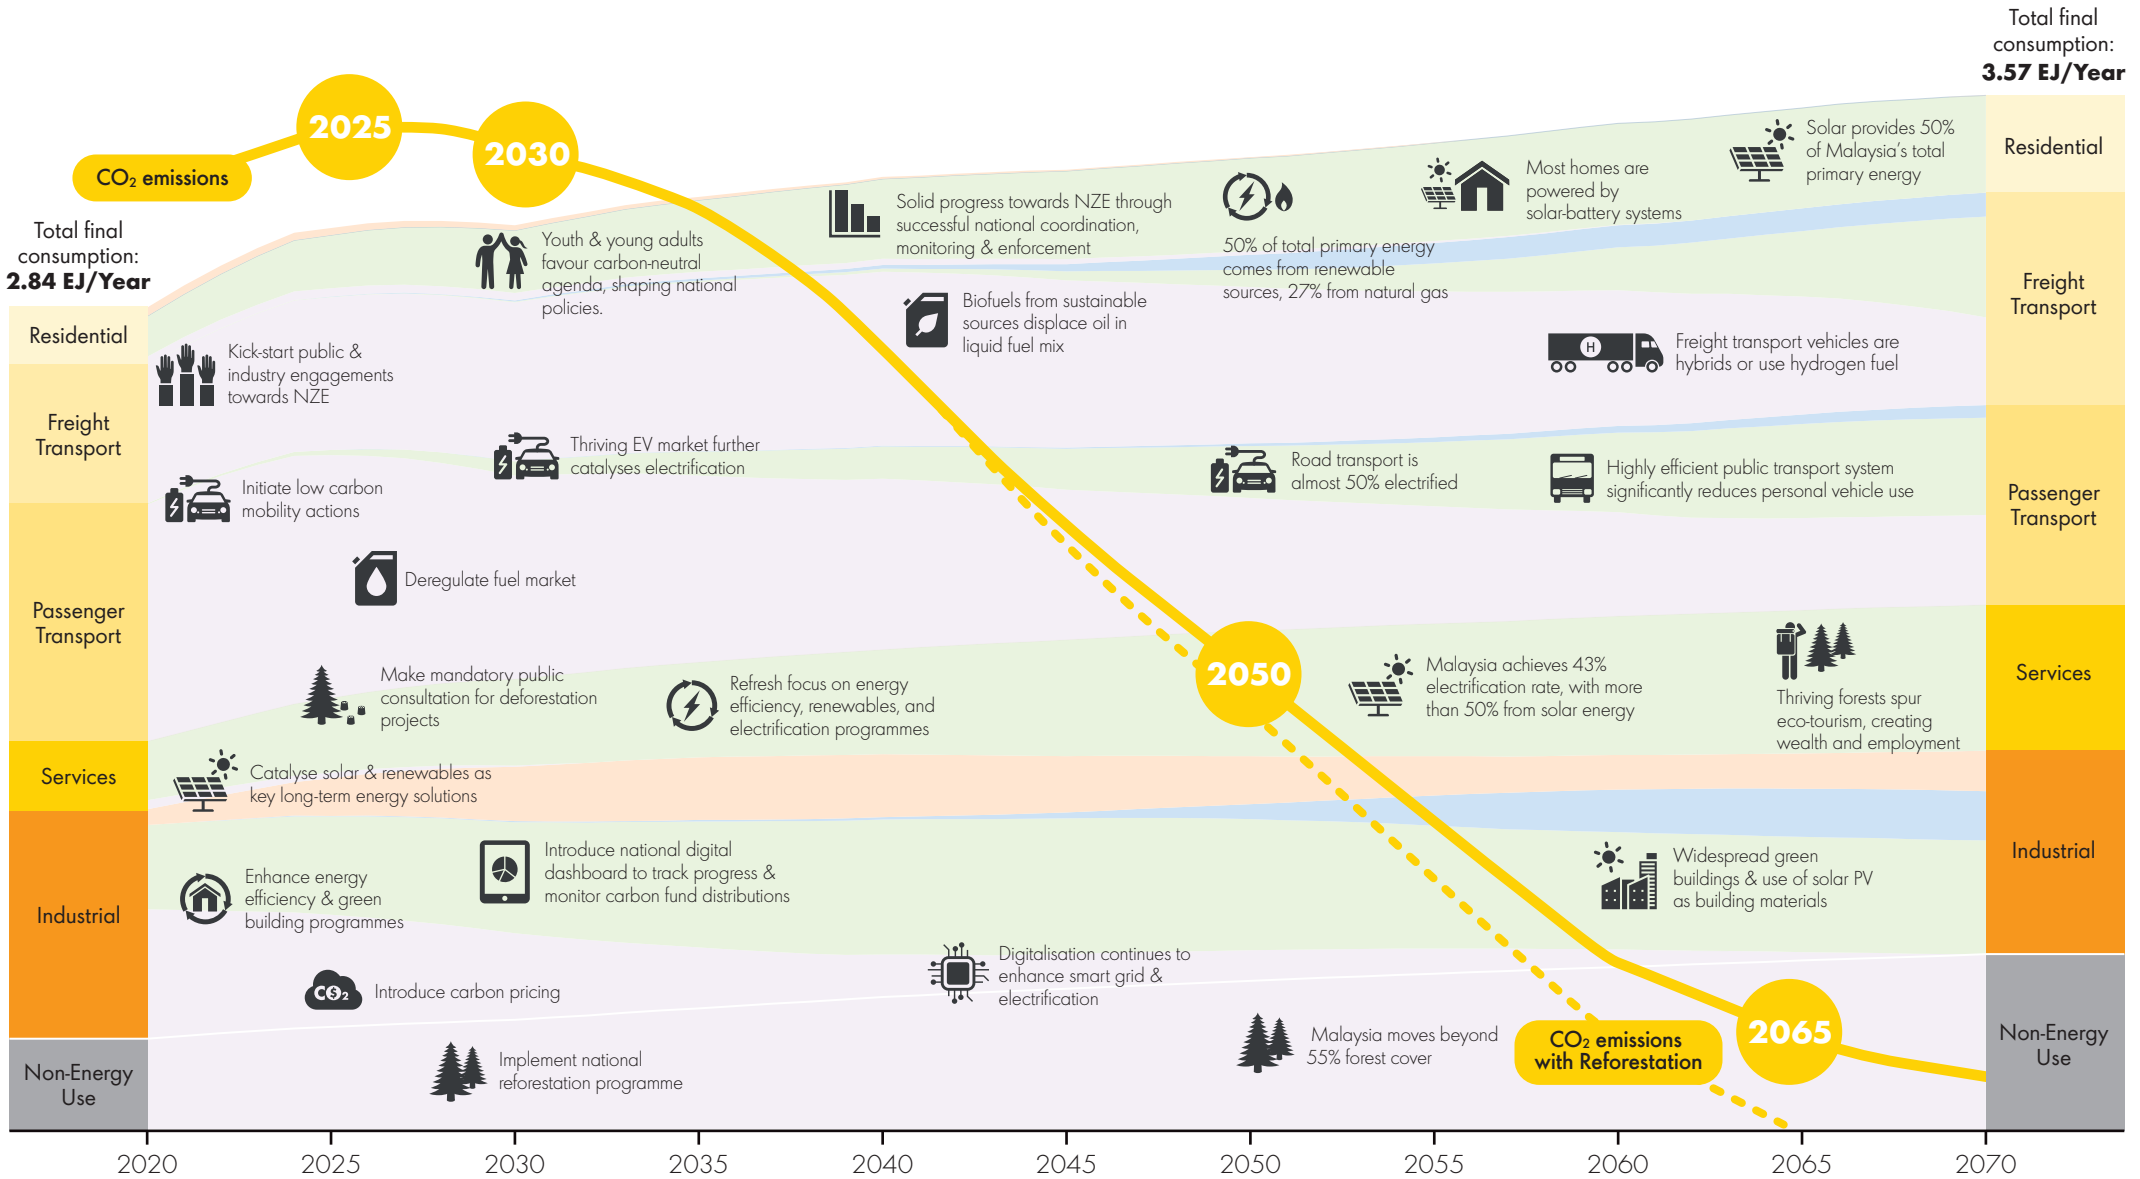 Total final
consumption:
3.57 EJ/Year
CO₂ emissions
2025
2030
Total final
consumption:
2.84 EJ/Year
Residential
Freight
Transport
Passenger
Transport
Services
Industrial
Non-Energy
Use
Kick-start public &
industry engagements
towards NZE
Initiate low carbon
mobility actions
Deregulate fuel market
Make mandatory public
consultation for deforestation
projects
Catalyse solar & renewables as
key long-term energy solutions
Enhance energy
efficiency & green
building programmes
C$2
Introduce carbon pricing
Implement national
reforestation programme
Youth & young adults
favour carbon-neutral
agenda, shaping national
policies.
Thriving EV market further
catalyses electrification
Refresh focus on energy
efficiency, renewables, and
electrification programmes
Introduce national digital
dashboard to track progress &
monitor carbon fund distributions
Solid progress towards NZE through
successful national coordination,
monitoring & enforcement
Biofuels from sustainable
sources displace oil in
liquid fuel mix
Digitalisation continues to
enhance smart grid &
electrification
50% of total primary energy
comes from renewable
sources, 27% from natural gas
Road transport is
almost 50% electrified
2050
Malaysia achieves 43%
electrification rate, with more
than 50% from solar energy
Malaysia moves beyond
55% forest cover
Most homes are
powered by
solar-battery systems
H
Freight transport vehicles are
hybrids or use hydrogen fuel
Highly efficient public transport system
significantly reduces personal vehicle use
Solar provides 50%
of Malaysia's total
primary energy
Thriving forests spur
eco-tourism, creating
wealth and employment
Widespread green
buildings & use of solar PV
as building materials
CO₂ emissions
with Reforestation
2065
Residential
Freight
Transport
Passenger
Transport
Services
Industrial
Non-Energy
Use
2020
2025
2030
2035
2040
2045
2050
2055
2060
2065
2070